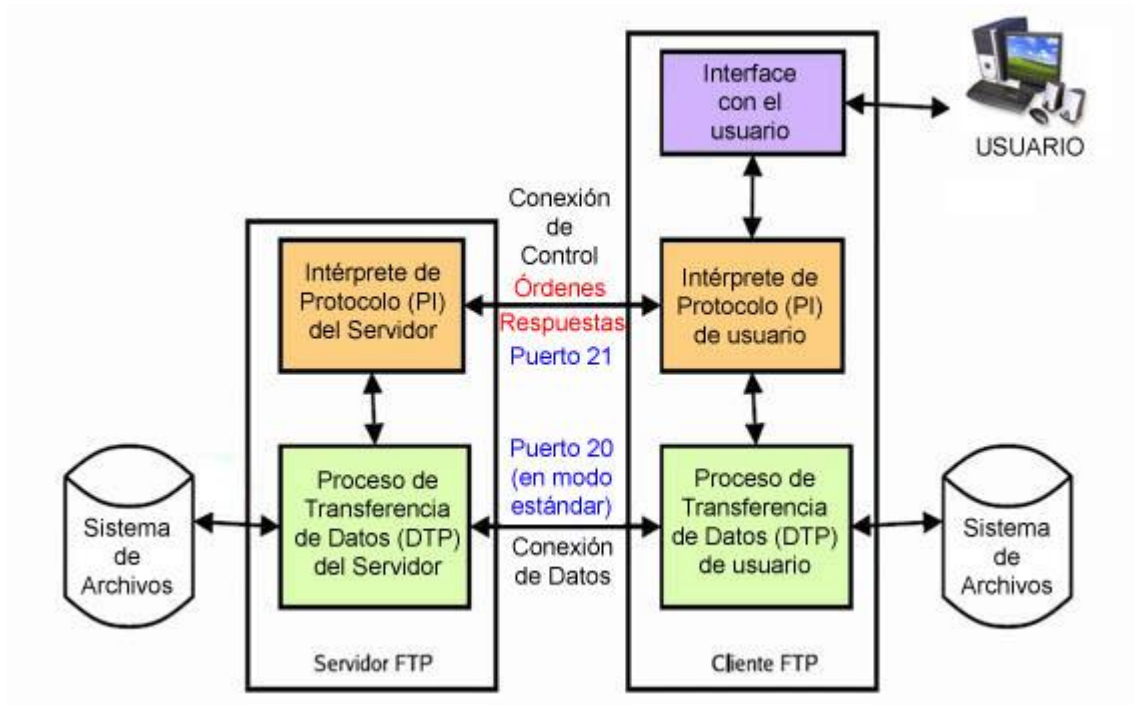 Interface
con el
usuario
USUARIO
Conexión
de
Control
Órdenes
Respuestas
Puerto 21
Intérprete de
Protocolo (PI)
del Servidor
Intérprete de
Protocolo (PI)
de usuario
Puerto 20
(en modo
estándar)
Conexión
de Datos
Sistema
de
Archivos
Proceso de
Transferencia
de Datos (DTP)
del Servidor
Proceso de
Transferencia
de Datos (DTP)
de usuario
Sistema
de
Archivos
Servidor FTP
Cliente FTP